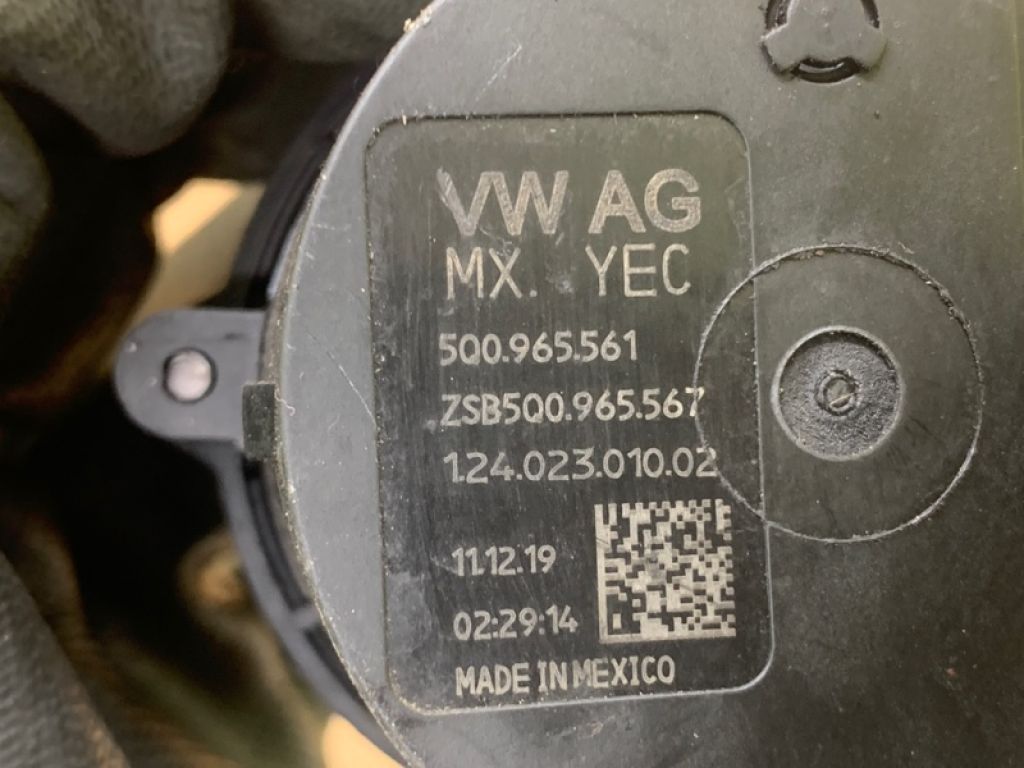 VW AG
MX. YEC
5Q0.965.561
ZSB5Q0.965.567
1.24.023.010.02
11.12.19
02:29:14
MADE IN MEXICO